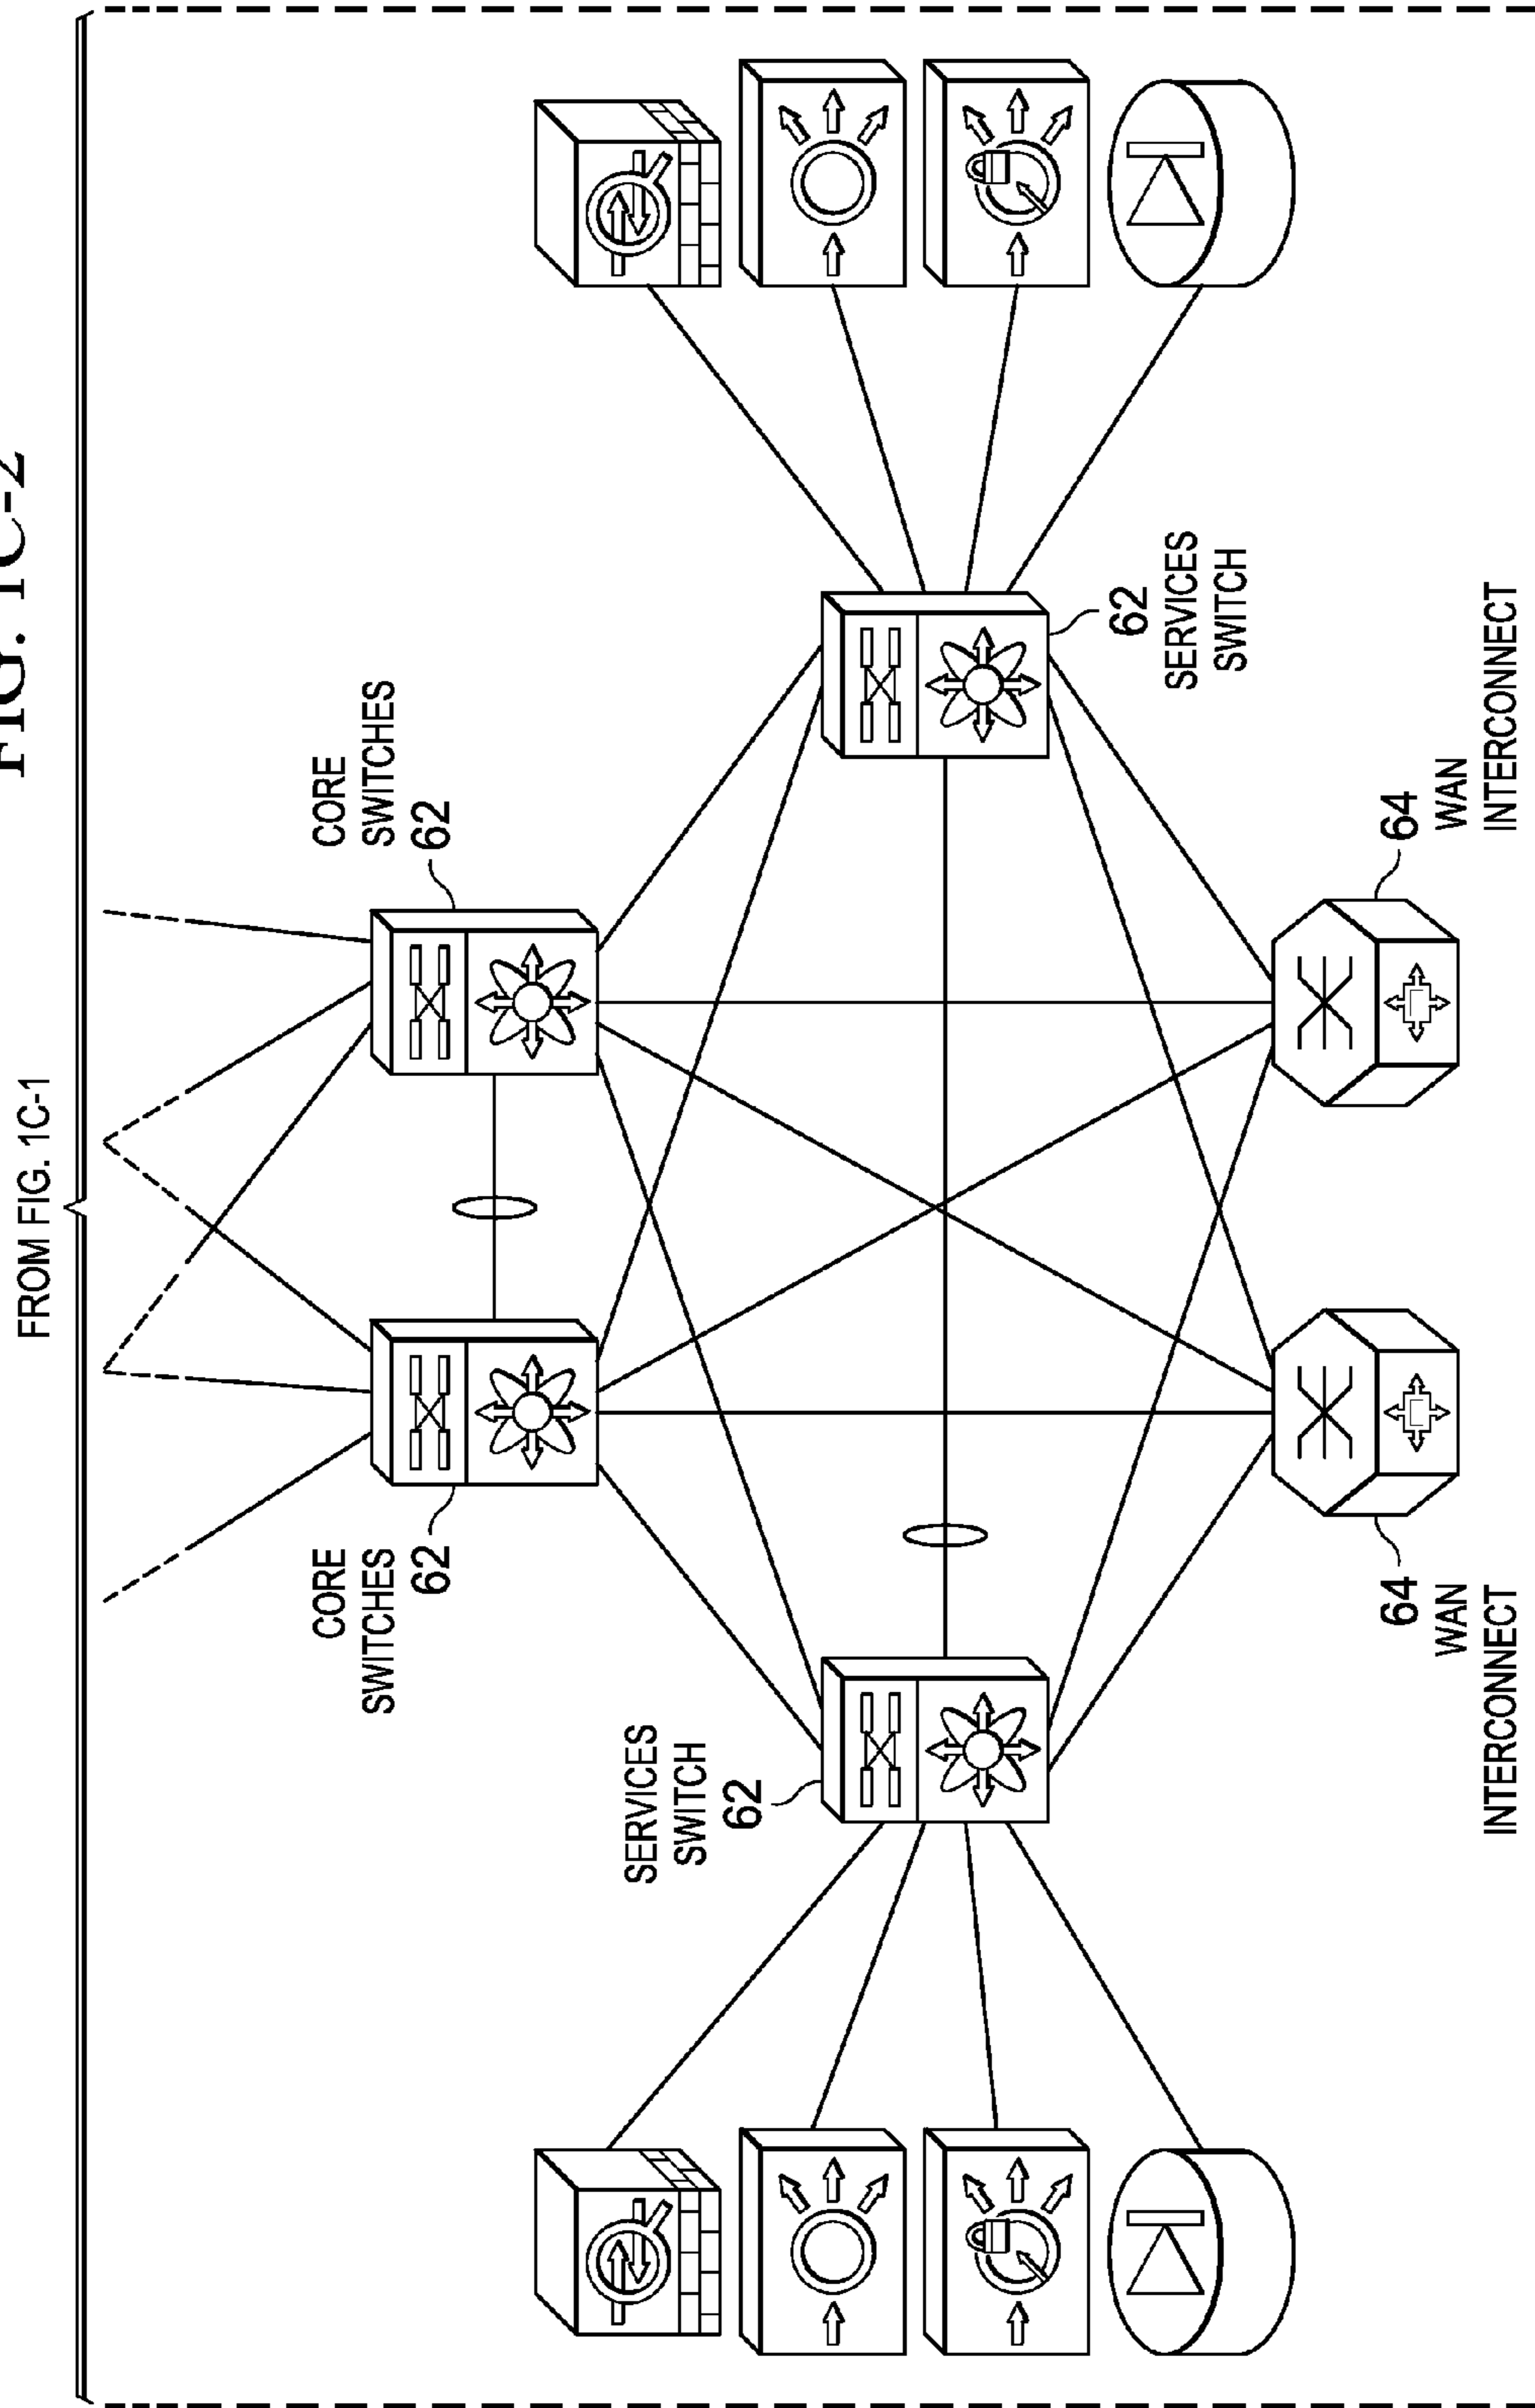 FIG. 1C-2
FROM FIG. 1C-1
CORE
SWITCHES
62
CORE
SWITCHES
62
SERVICES
SWITCH
62
62
SERVICES
SWITCH
64
WAN
INTERCONNECT
64
WAN
INTERCONNECT